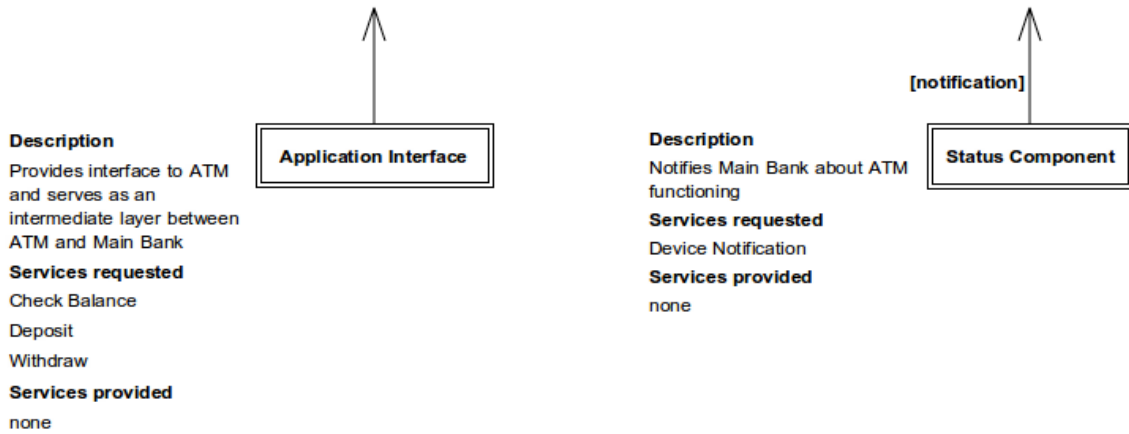 Description
Provides interface to ATM
and serves as an
intermediate layer between
ATM and Main Bank
Services requested
Check Balance
Deposit
Withdraw
Services provided
none
Application Interface
[notification]
Description
Notifies Main Bank about ATM
functioning
Services requested
Device Notification
Services provided
none
Status Component